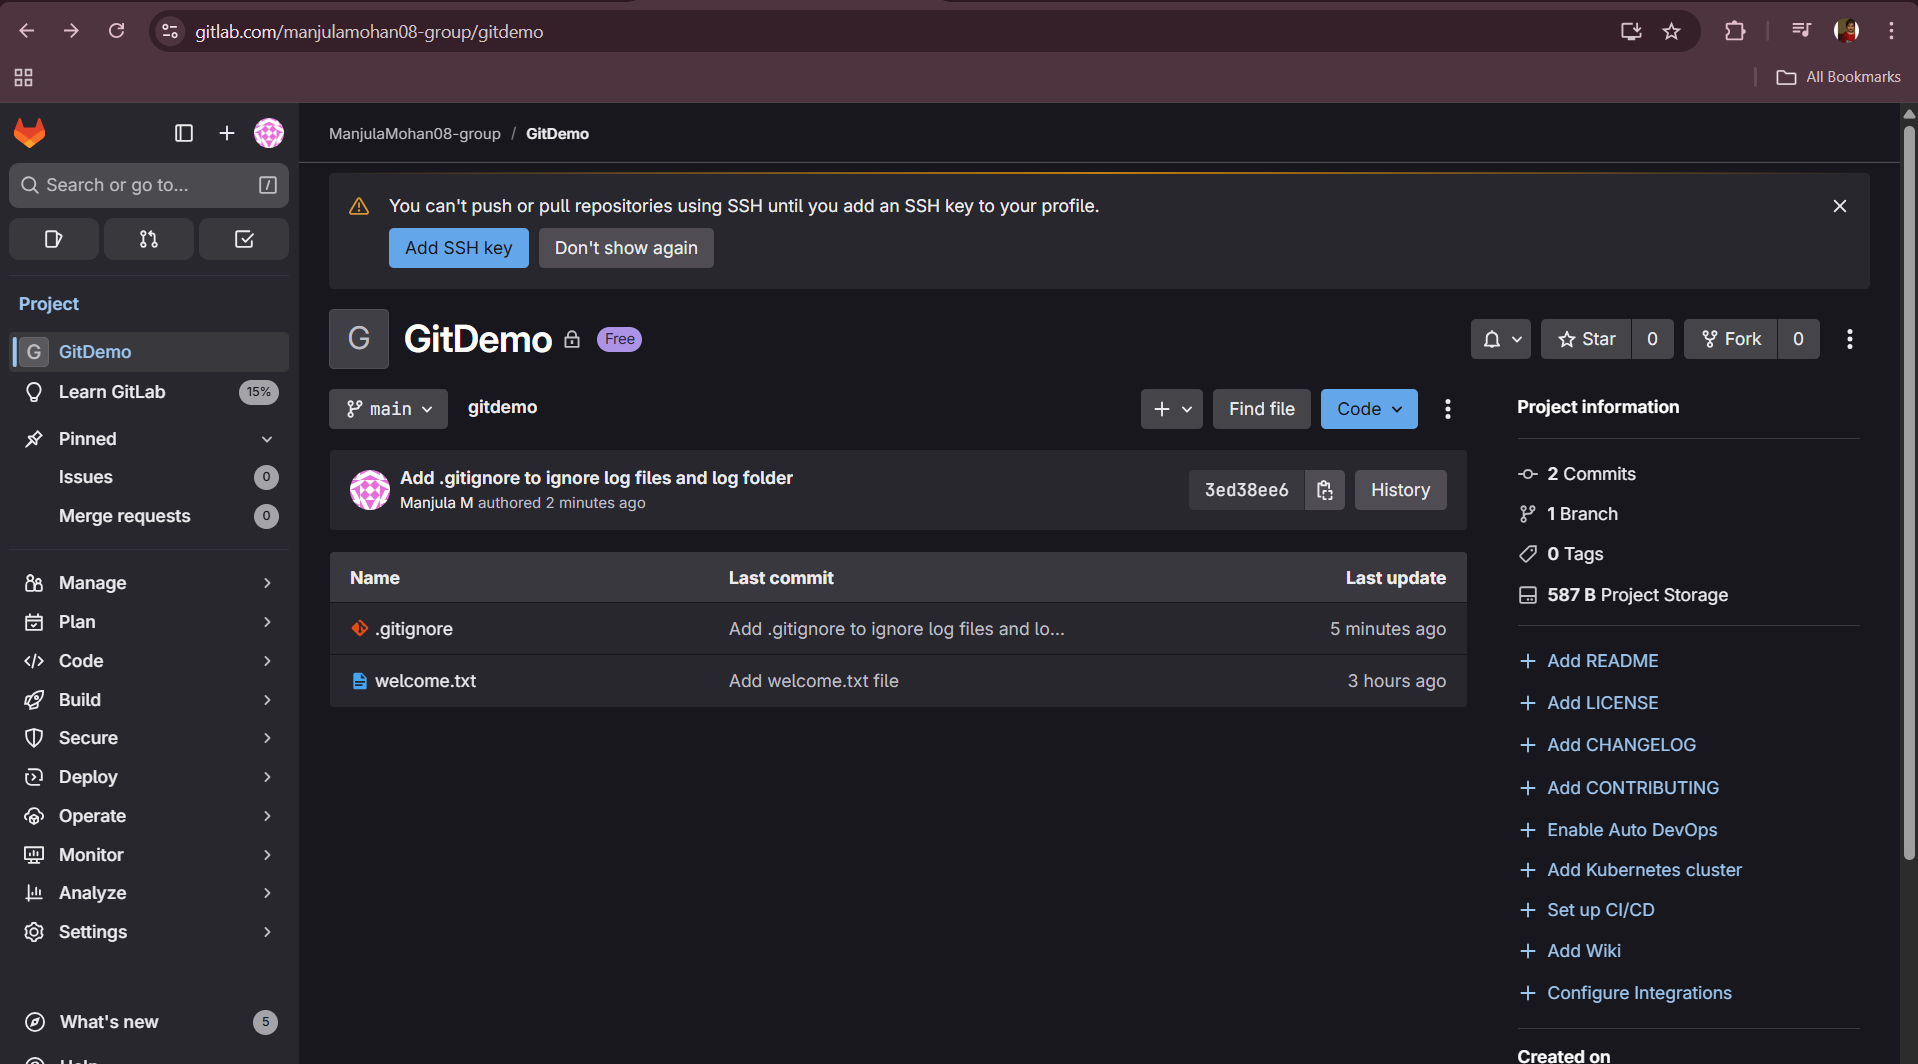 gitlab.com/manjulamohan08-group/gitdemo
All Bookmarks
ManjulaMohan08-group / GitDemo
Search or go to... /
You can't push or pull repositories using SSH until you add an SSH key to your profile.
Add SSH key Don't show again
Project
G GitDemo
Learn GitLab 15%
Pinned
Issues 0
Merge requests 0
Manage
Plan
Code
Build
Secure
Deploy
Operate
Monitor
Analyze
Settings
What's new 5
Help
G GitDemo Free
Star 0 Fork 0
main gitdemo Find file Code
Add .gitignore to ignore log files and log folder
Manjula M authored 2 minutes ago
3ed38ee6 History
Name Last commit Last update
.gitignore Add .gitignore to ignore log files and lo... 5 minutes ago
welcome.txt Add welcome.txt file 3 hours ago
Project information
2 Commits
1 Branch
0 Tags
587 B Project Storage
Add README
Add LICENSE
Add CHANGELOG
Add CONTRIBUTING
Enable Auto DevOps
Add Kubernetes cluster
Set up CI/CD
Add Wiki
Configure Integrations
Created on